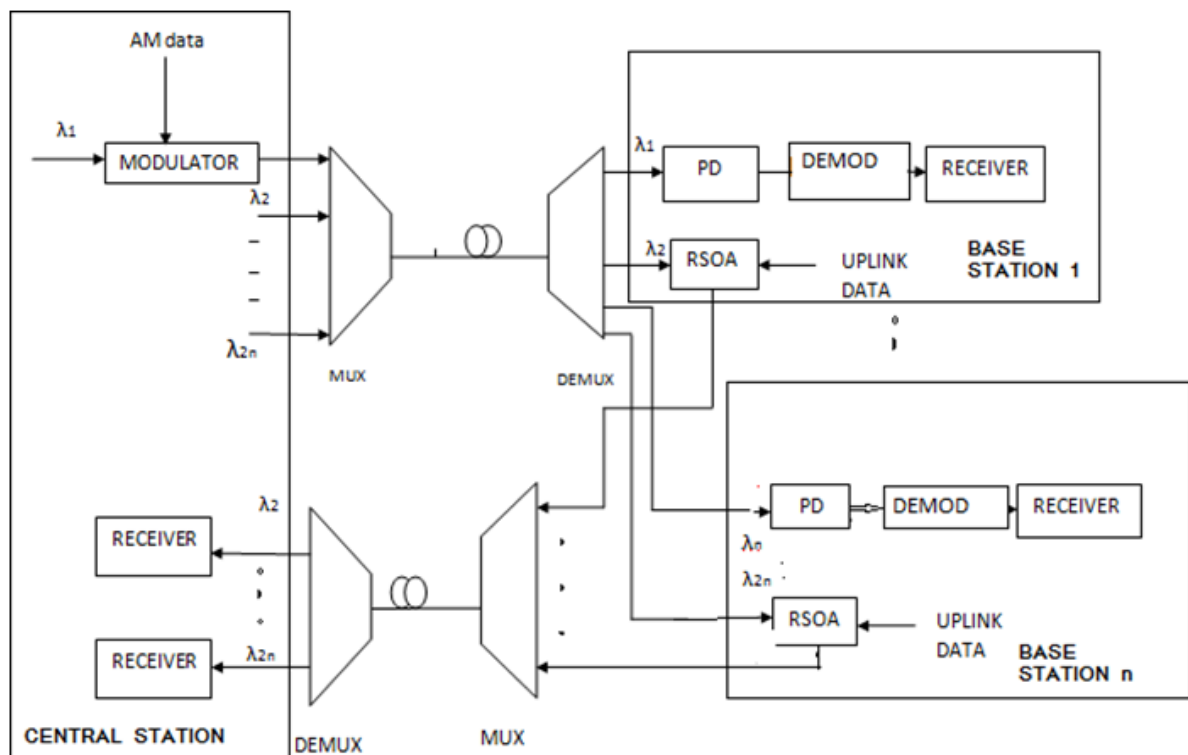 AM data
λ1
MODULATOR
λ2
λ2n
MUX
DEMUX
λ1
PD
DEMOD
RECEIVER
λ2
RSOA
UPLINK
DATA
BASE
STATION 1
PD
DEMOD
RECEIVER
λn
λ2n
RSOA
UPLINK
DATA
BASE
STATION n
λ2
RECEIVER
λ2n
RECEIVER
CENTRAL STATION
DEMUX
MUX